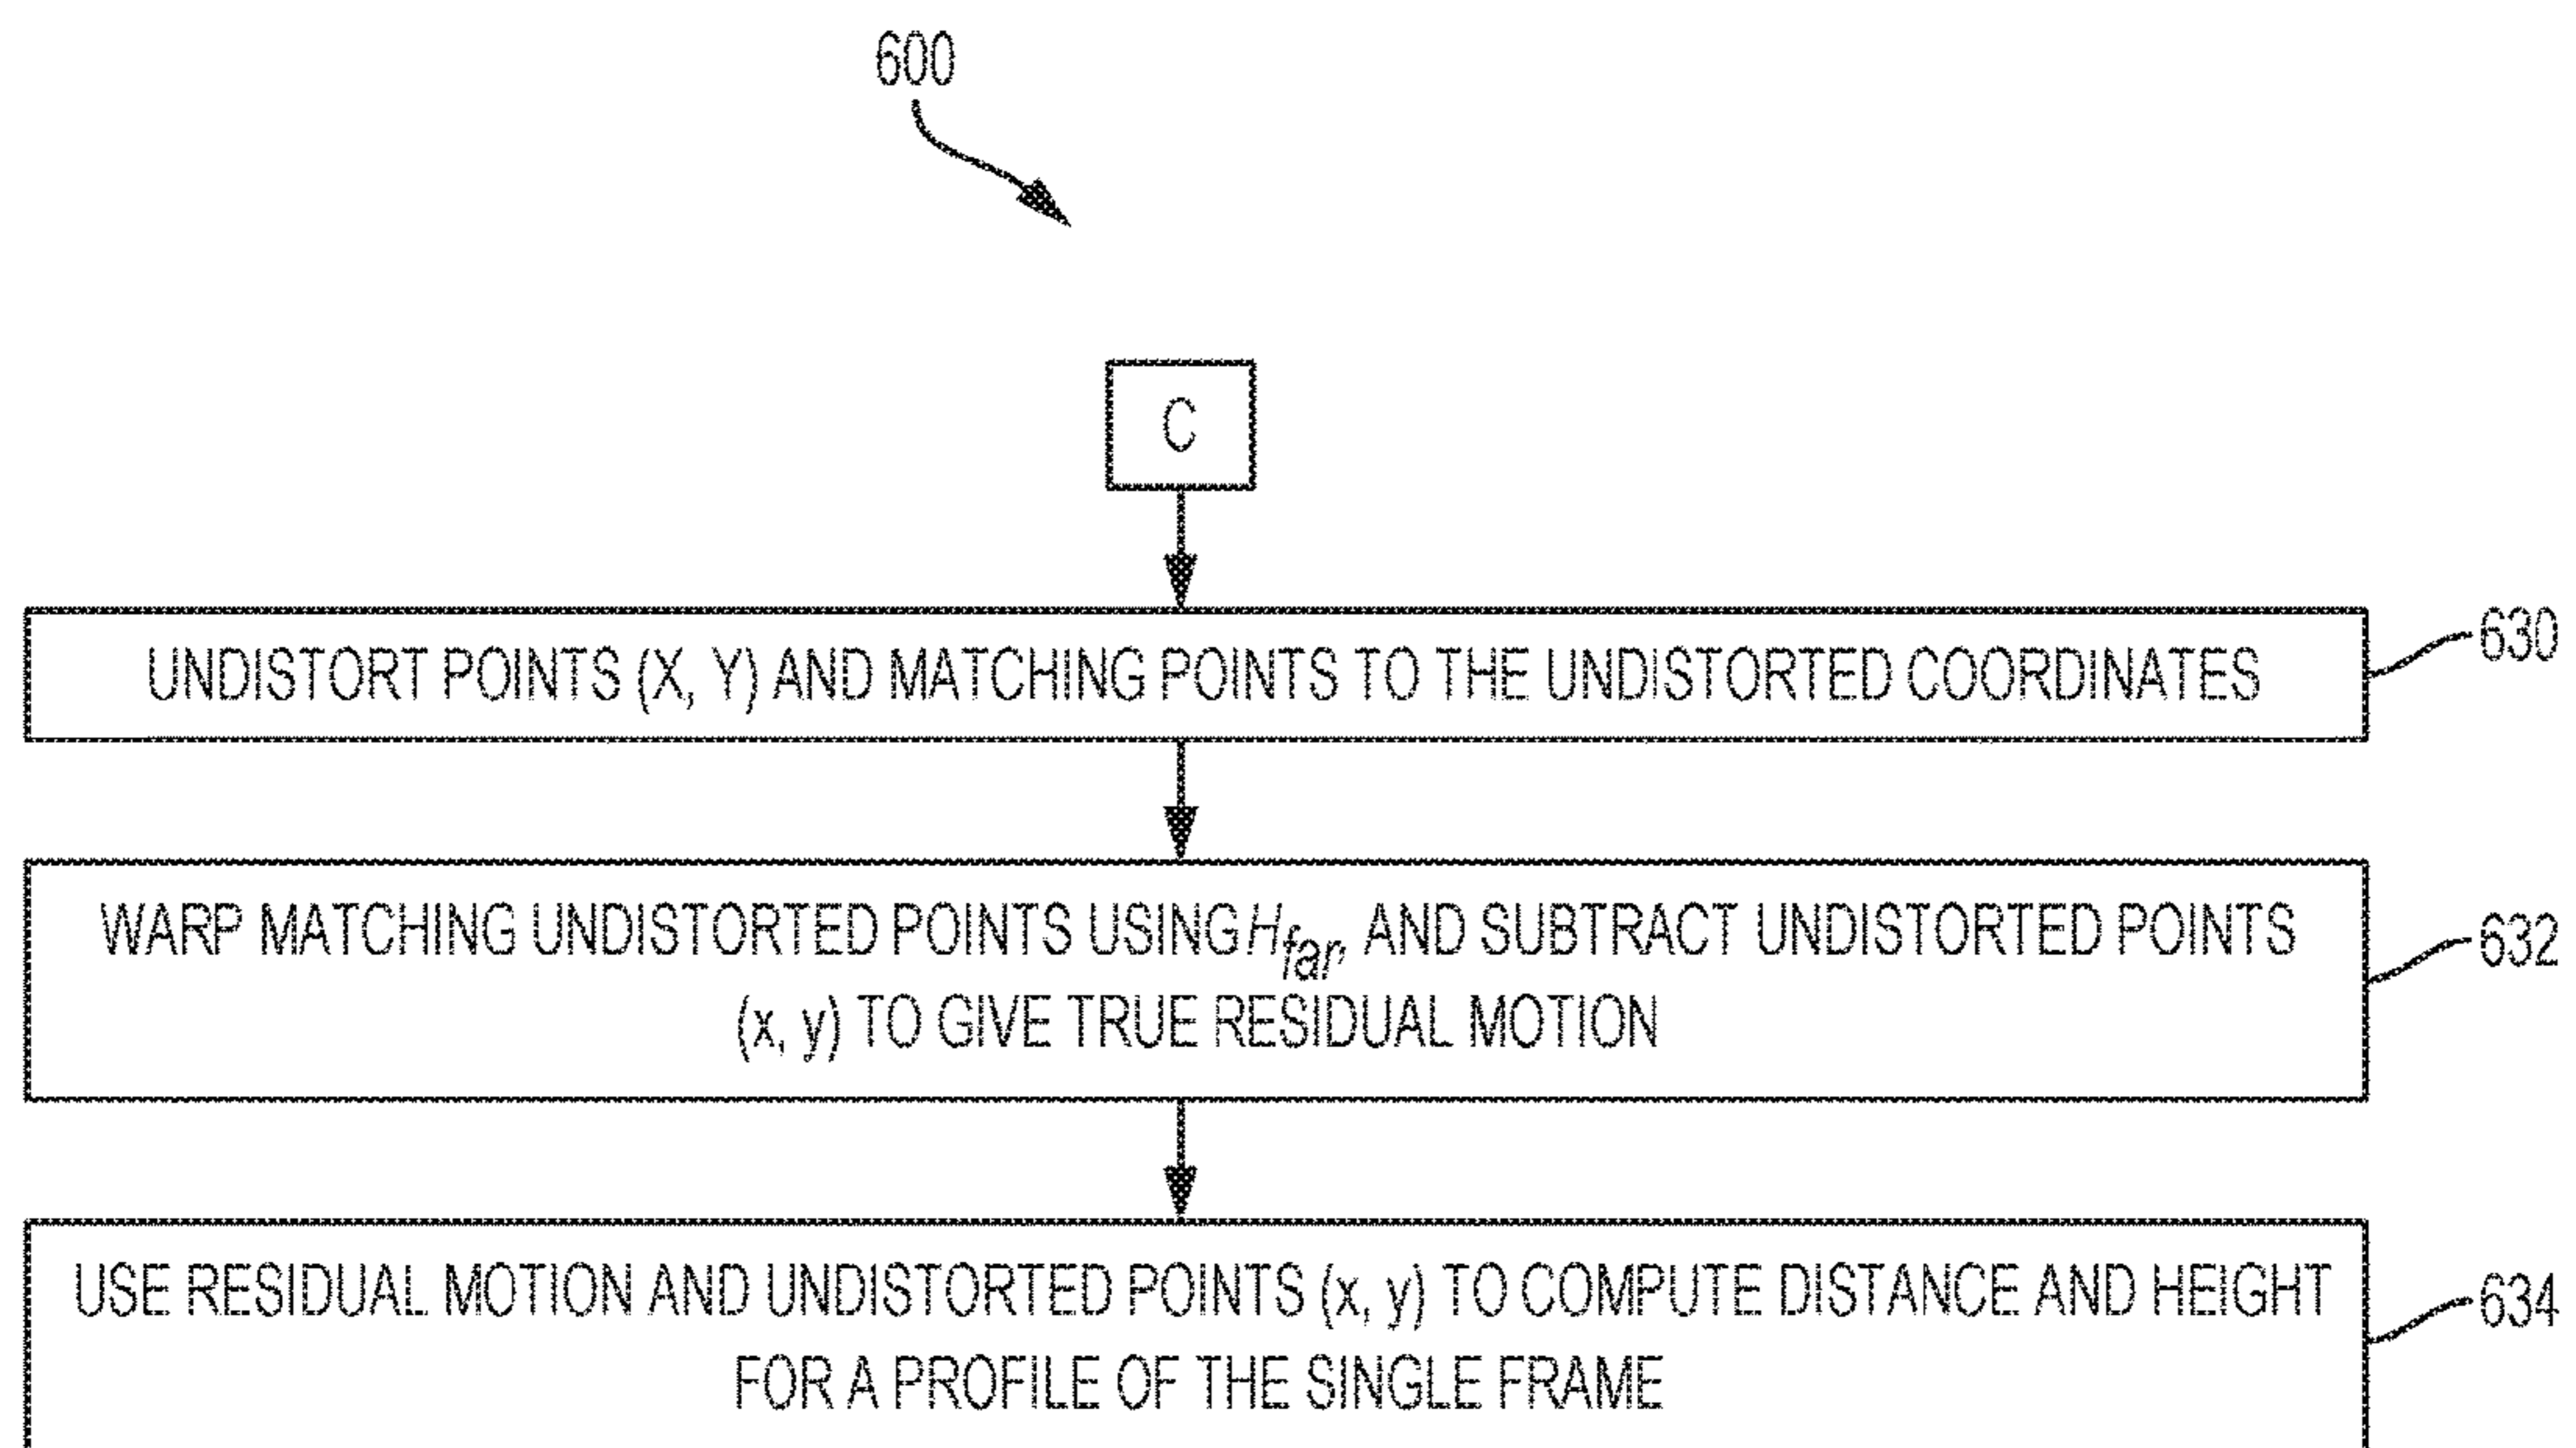 600
C
UNDISTORT POINTS (X, Y) AND MATCHING POINTS TO THE UNDISTORTED COORDINATES
630
WARP MATCHING UNDISTORTED POINTS USING Hfar, AND SUBTRACT UNDISTORTED POINTS
(x, y) TO GIVE TRUE RESIDUAL MOTION
632
USE RESIDUAL MOTION AND UNDISTORTED POINTS (x, y) TO COMPUTE DISTANCE AND HEIGHT
FOR A PROFILE OF THE SINGLE FRAME
634